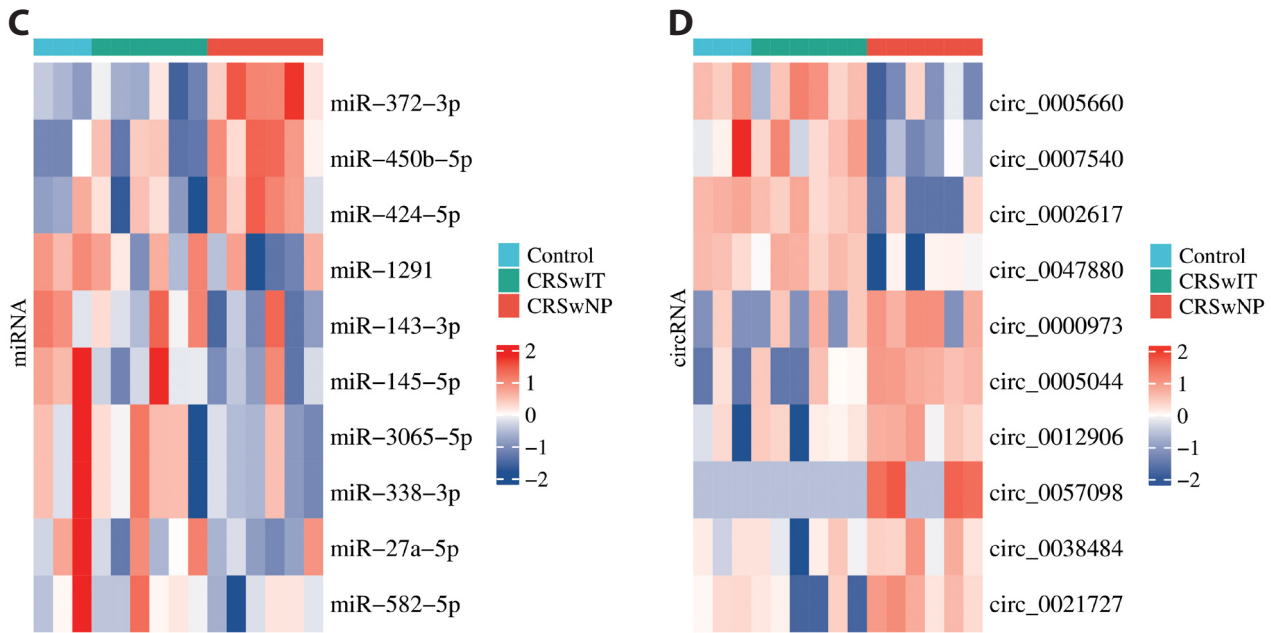 C
miRNA
miR−372−3p
miR−450b−5p
miR−424−5p
miR−1291
miR−143−3p
miR−145−5p
miR−3065−5p
miR−338−3p
miR−27a−5p
miR−582−5p
Control
CRSwIT
CRSwNP
2
1
0
−1
−2
D
circRNA
circ_0005660
circ_0007540
circ_0002617
circ_0047880
circ_0000973
circ_0005044
circ_0012906
circ_0057098
circ_0038484
circ_0021727
Control
CRSwIT
CRSwNP
2
1
0
−1
−2